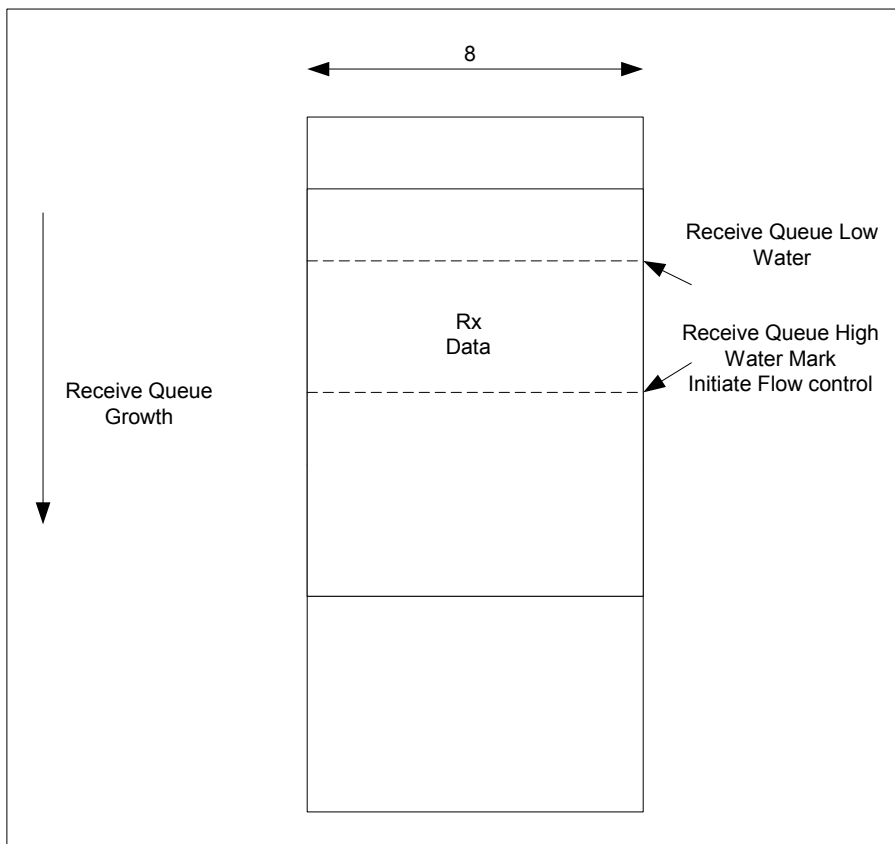 8
Receive Queue Low
Water
Rx
Data
Receive Queue High
Water Mark
Initiate Flow control
Receive Queue
Growth